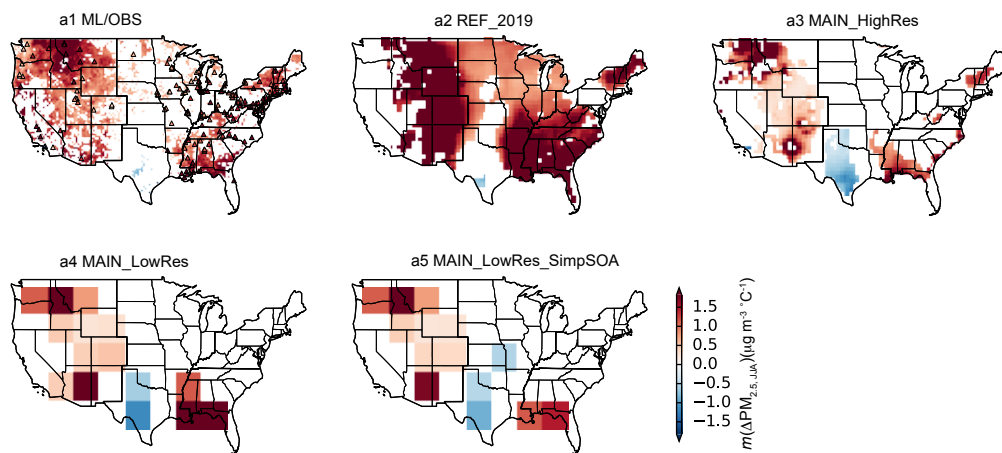 a1 ML/OBS
a2 REF_2019
a3 MAIN_HighRes
a4 MAIN_LowRes
a5 MAIN_LowRes_SimpSOA
1.5
1.0
0.5
0.0
−0.5
−1.0
−1.5
m(ΔPM2.5, JJA)(ug m⁻³ °C⁻¹)